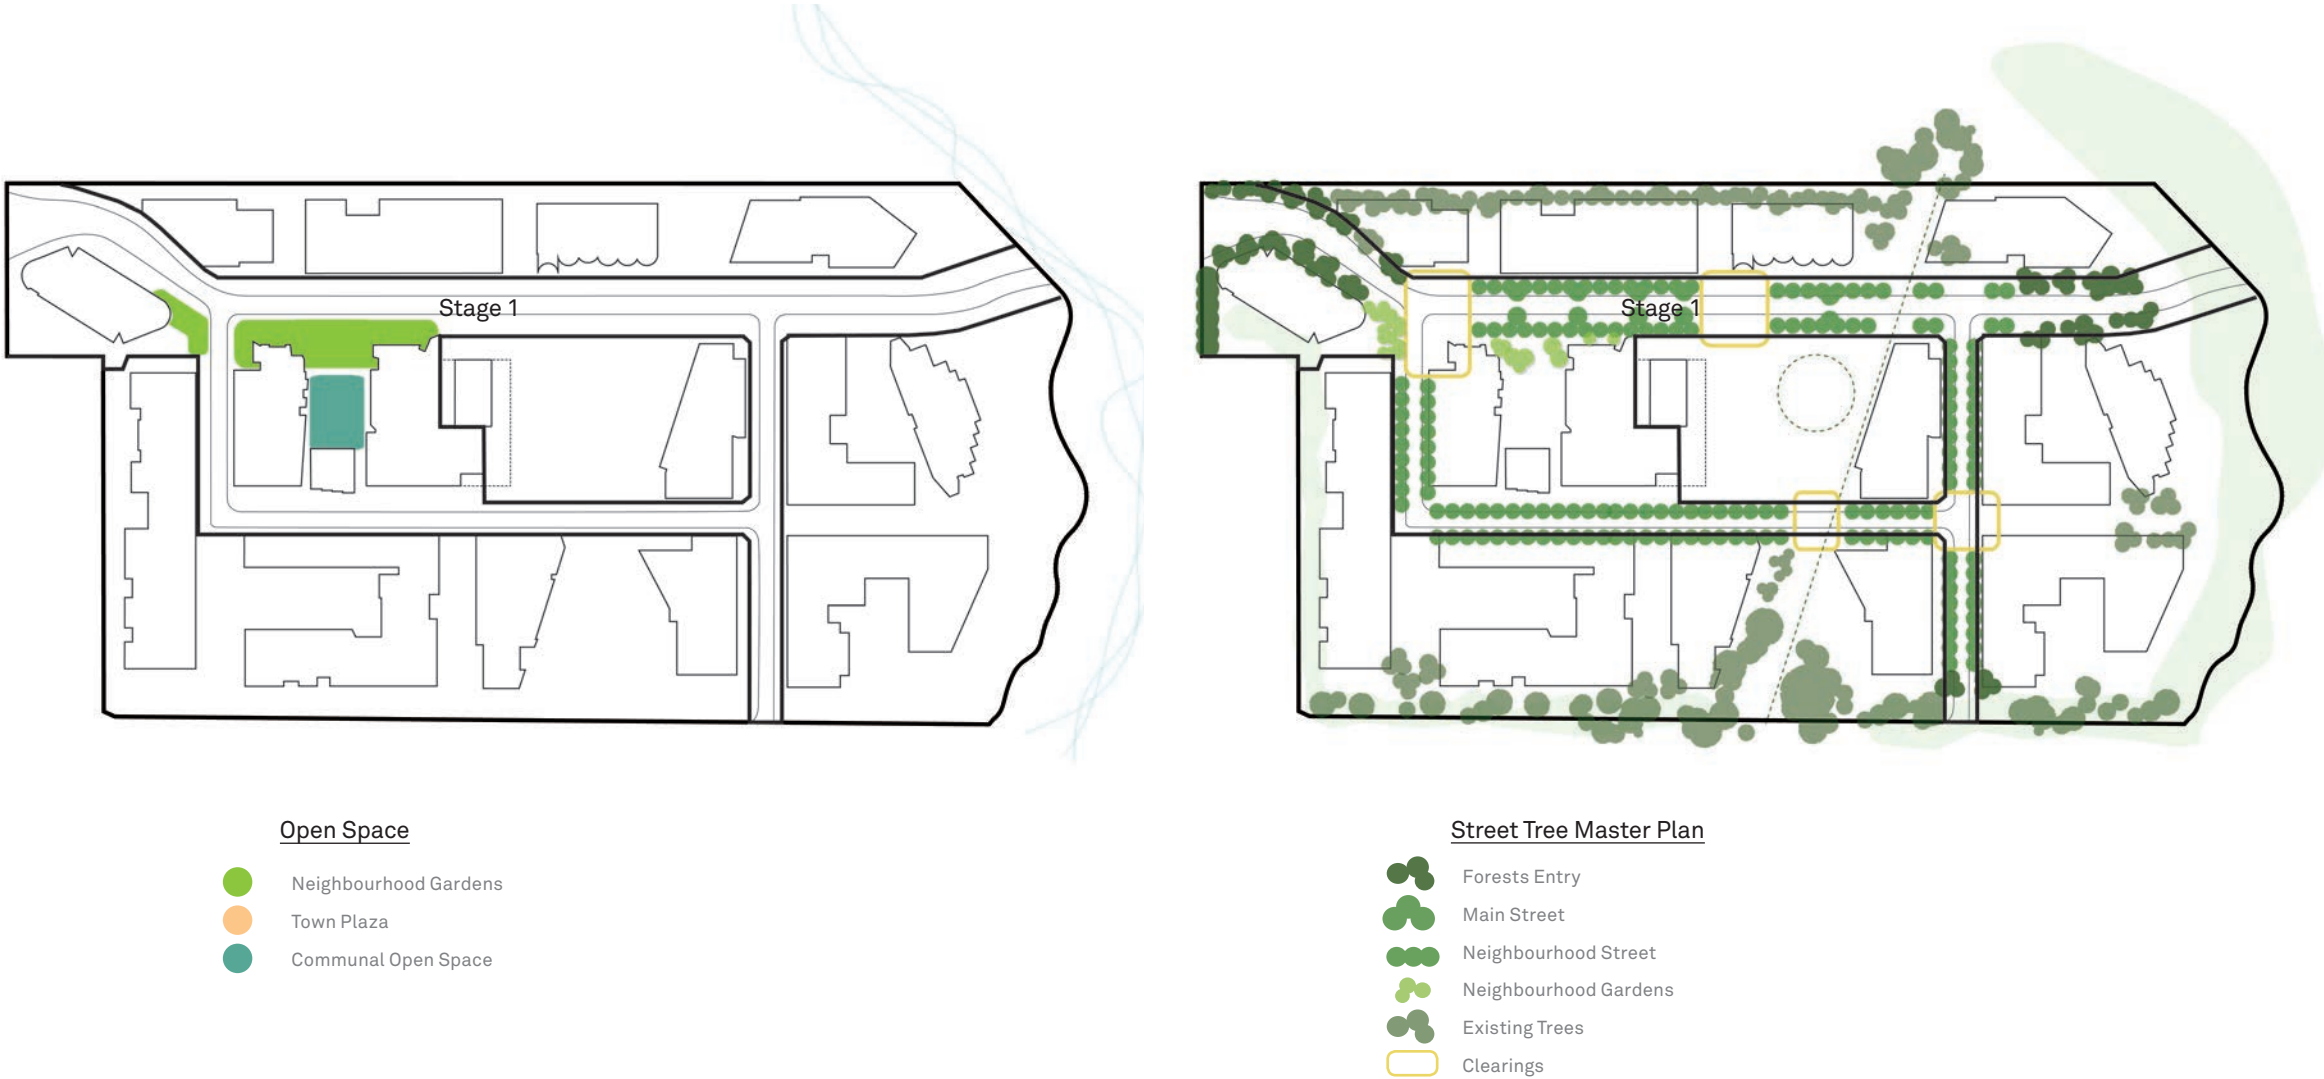 Stage 1
Stage 1
Open Space
Neighbourhood Gardens
Town Plaza
Communal Open Space
Street Tree Master Plan
Forests Entry
Main Street
Neighbourhood Street
Neighbourhood Gardens
Existing Trees
Clearings